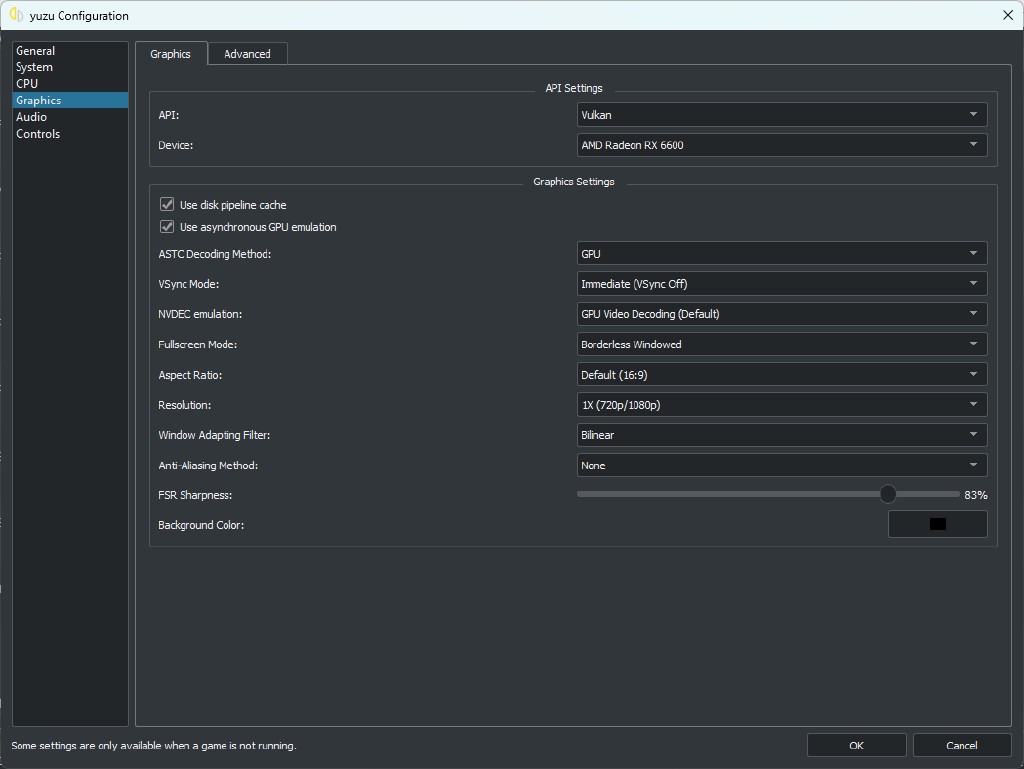 yuzu Configuration
General
System
CPU
Graphics
Audio
Controls
Graphics Advanced
API Settings
API: Vulkan
Device: AMD Radeon RX 6600
Graphics Settings
Use disk pipeline cache
Use asynchronous GPU emulation
ASTC Decoding Method: GPU
VSync Mode: Immediate (VSync Off)
NVDEC emulation: GPU Video Decoding (Default)
Fullscreen Mode: Borderless Windowed
Aspect Ratio: Default (16:9)
Resolution: 1X (720p/1080p)
Window Adapting Filter: Bilinear
Anti-Aliasing Method: None
FSR Sharpness: 83%
Background Color:
Some settings are only available when a game is not running.
OK Cancel